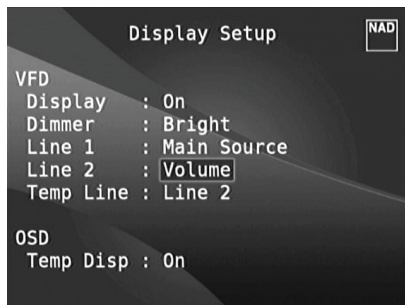 Display Setup
NAD
VFD
Display : On
Dimmer : Bright
Line 1 : Main Source
Line 2 : Volume
Temp Line : Line 2
OSD
Temp Disp : On